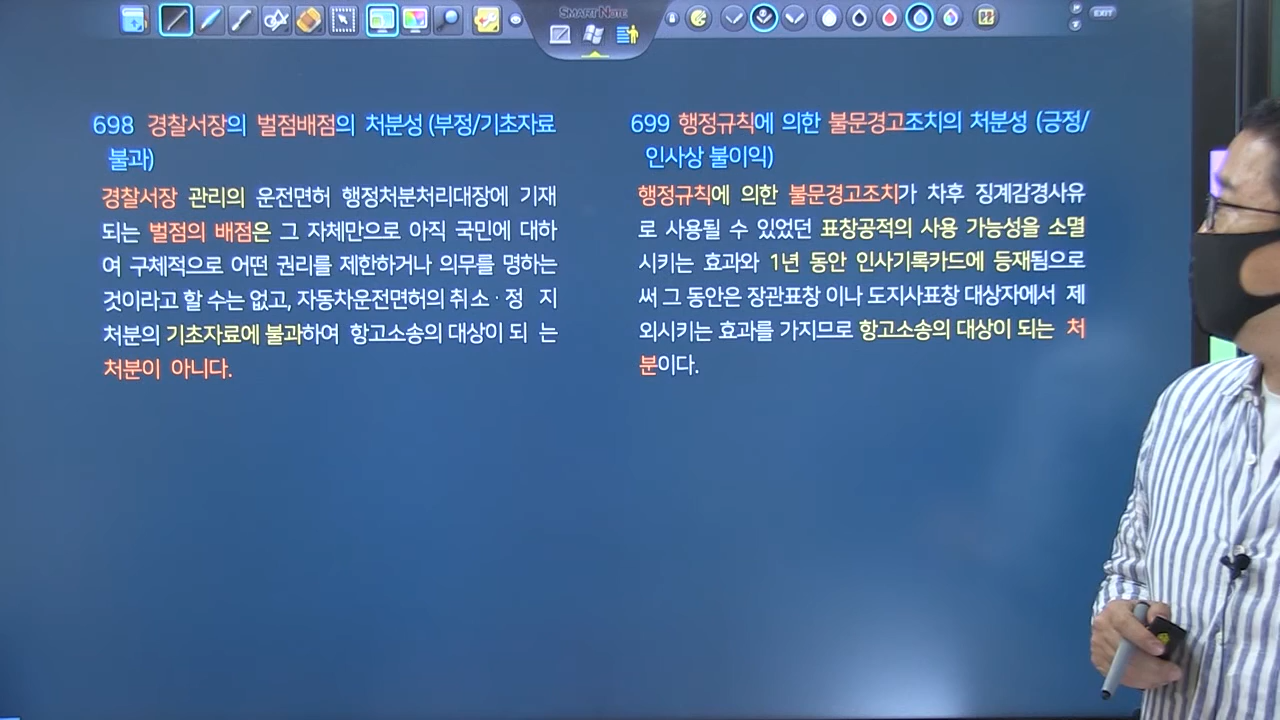 SMART NOTE
EXIT
698 경찰서장의 벌점배점의 처분성 (부정/기초자료
불과)
경찰서장 관리의 운전면허 행정처분처리대장에 기재
되는 벌점의 배점은 그 자체만으로 아직 국민에 대하
여 구체적으로 어떤 권리를 제한하거나 의무를 명하는
것이라고 할 수는 없고, 자동차운전면허의 취소·정 지
처분의 기초자료에 불과하여 항고소송의 대상이 되 는
처분이 아니다.
699 행정규칙에 의한 불문경고조치의 처분성 (긍정/
인사상 불이익)
행정규칙에 의한 불문경고조치가 차후 징계감경사유
로 사용될 수 있었던 표창공적의 사용 가능성을 소멸
시키는 효과와 1년 동안 인사기록카드에 등재됨으로
써 그 동안은 장관표창 이나 도지사표창 대상자에서 제
외시키는 효과를 가지므로 항고소송의 대상이 되는 처
분이다.